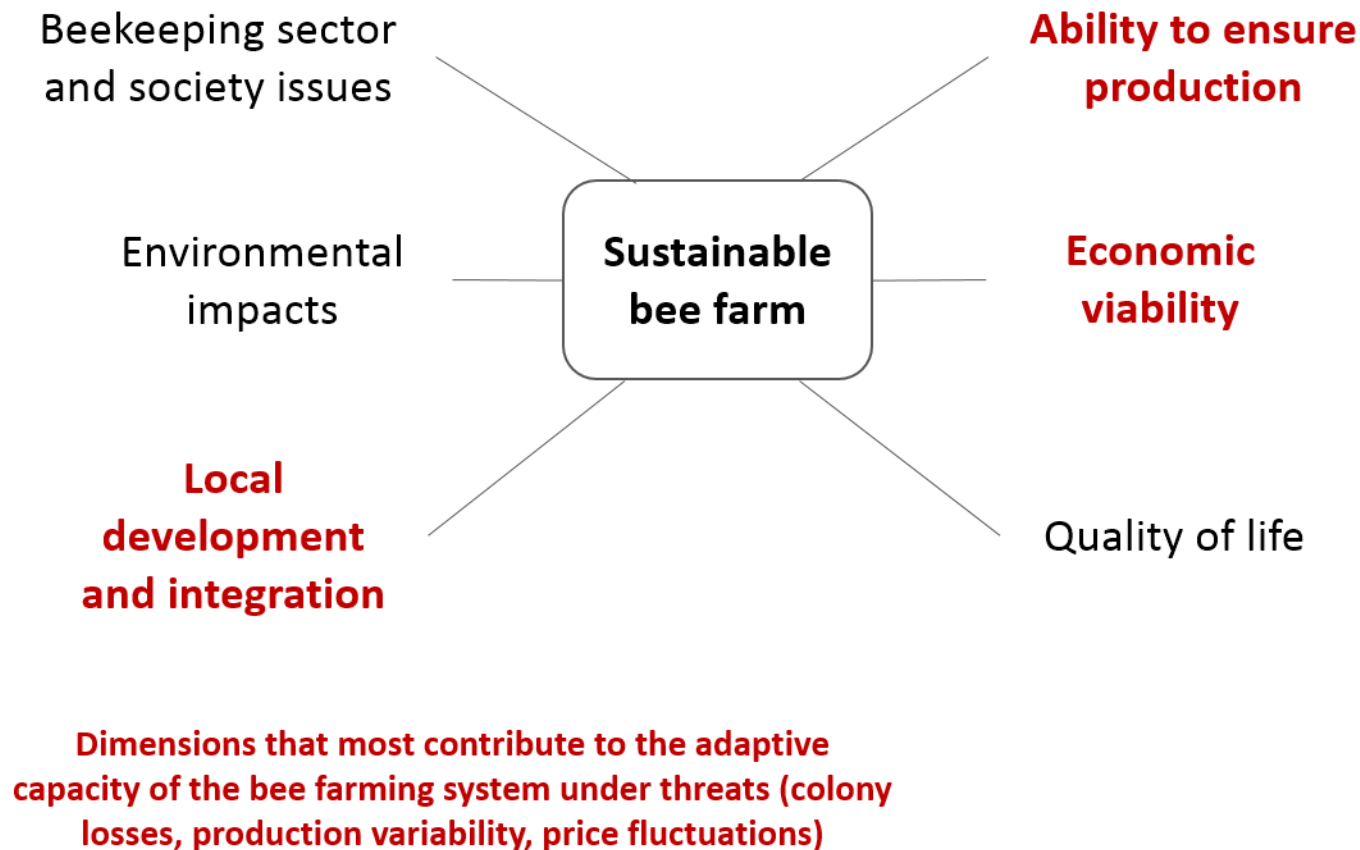 Beekeeping sector
and society issues
Ability to ensure
production
Environmental
impacts
Sustainable
bee farm
Economic
viability
Local
development
and integration
Quality of life
Dimensions that most contribute to the adaptive
capacity of the bee farming system under threats (colony
losses, production variability, price fluctuations)